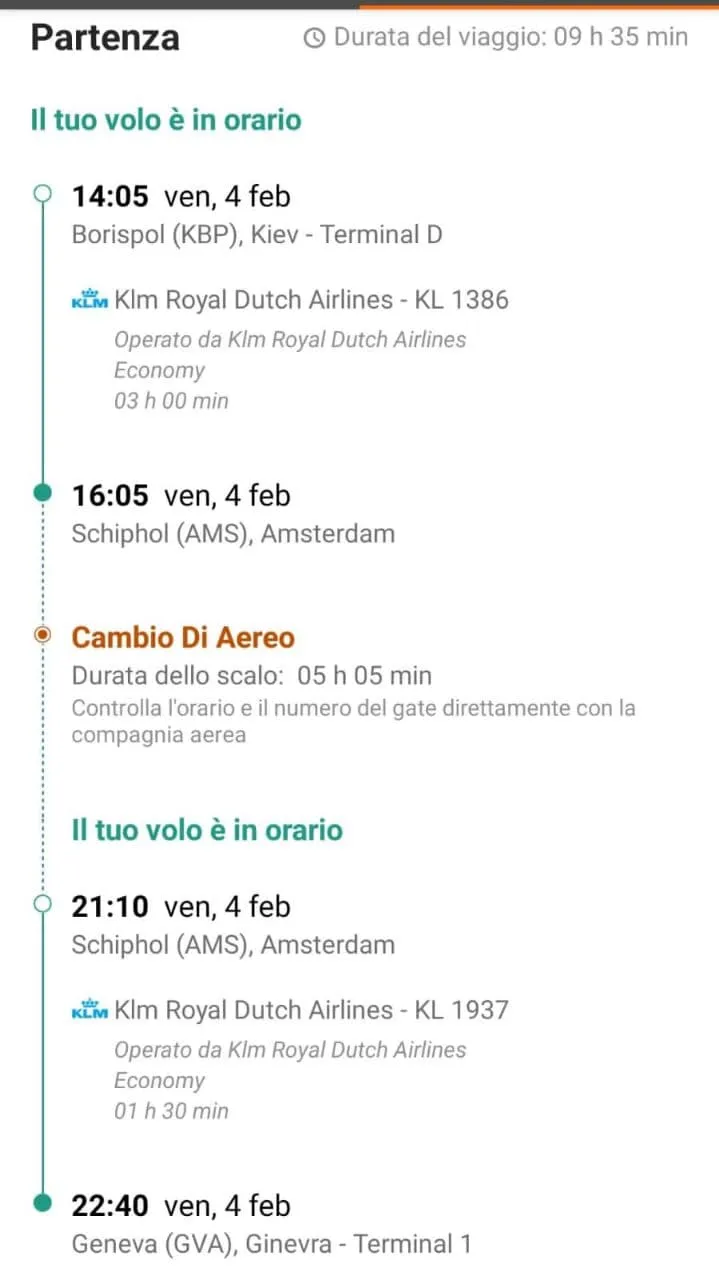 Partenza
Durata del viaggio: 09 h 35 min
Il tuo volo è in orario
14:05 ven, 4 feb
Borispol (KBP), Kiev - Terminal D
KLM Klm Royal Dutch Airlines - KL 1386
Operato da Klm Royal Dutch Airlines
Economy
03 h 00 min
16:05 ven, 4 feb
Schiphol (AMS), Amsterdam
Cambio Di Aereo
Durata dello scalo: 05 h 05 min
Controlla l'orario e il numero del gate direttamente con la
compagnia aerea
Il tuo volo è in orario
21:10 ven, 4 feb
Schiphol (AMS), Amsterdam
KLM Klm Royal Dutch Airlines - KL 1937
Operato da Klm Royal Dutch Airlines
Economy
01 h 30 min
22:40 ven, 4 feb
Geneva (GVA), Ginevra - Terminal 1